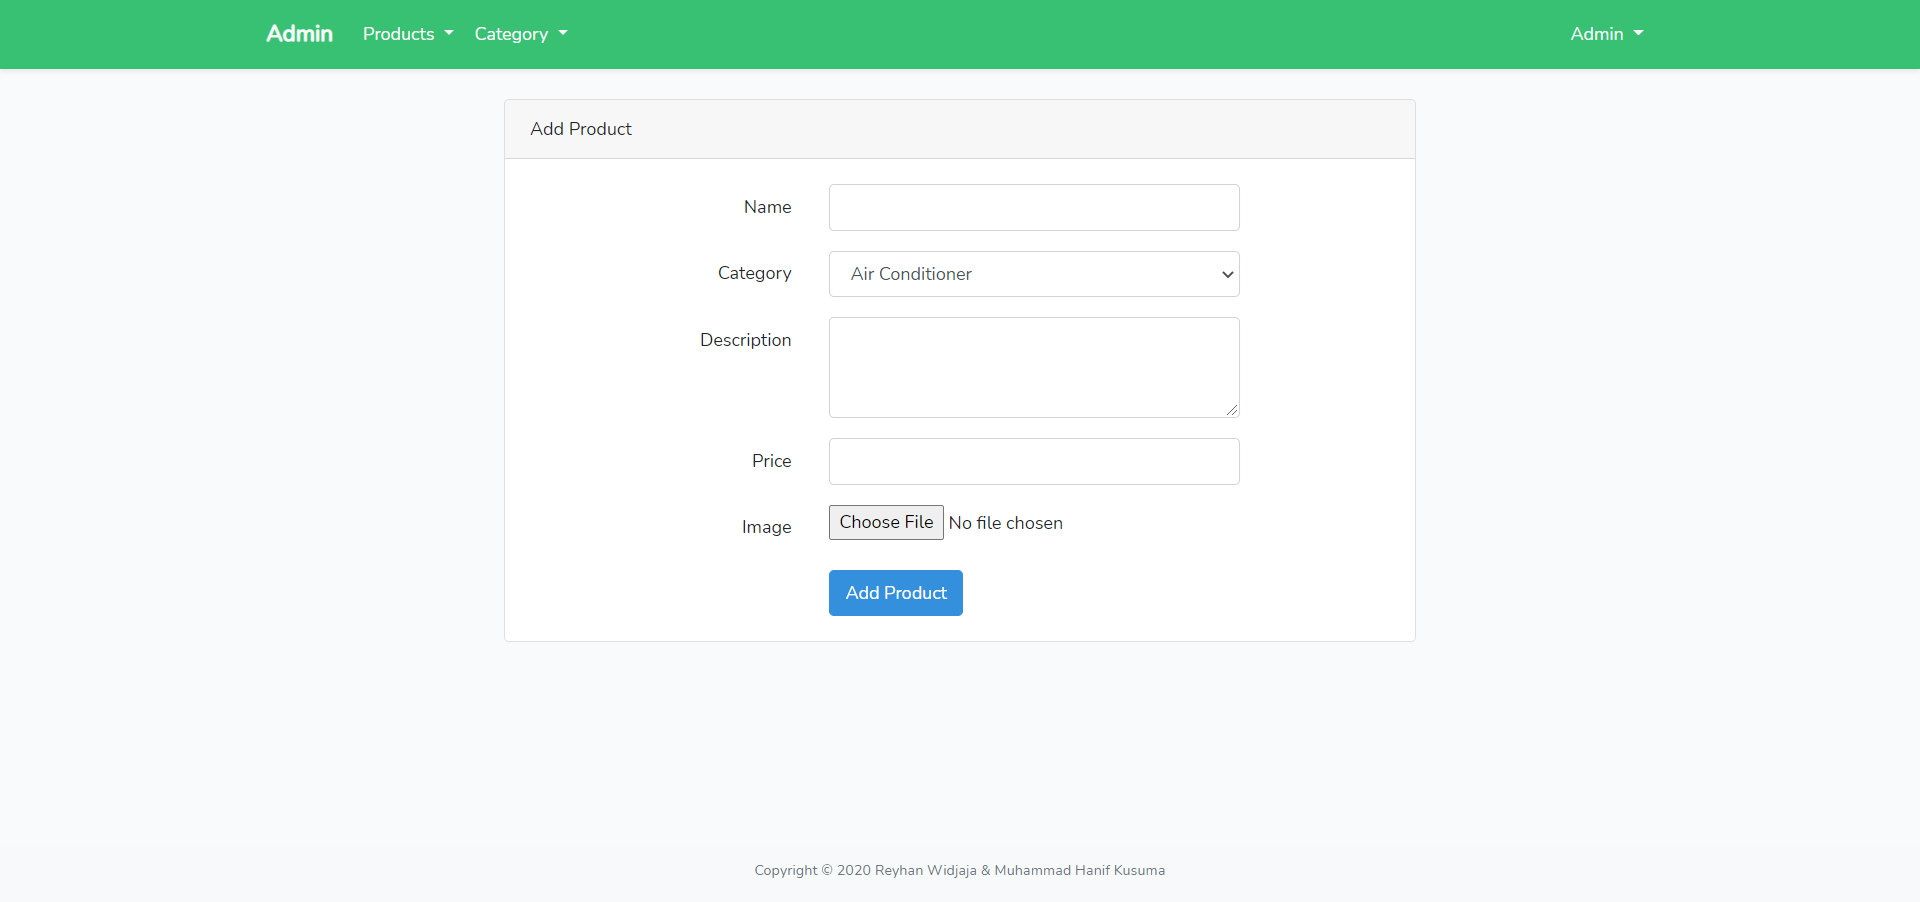 Admin Products Category Admin
Add Product
Name
Category Air Conditioner
Description
Price
Image Choose File No file chosen
Add Product
Copyright © 2020 Reyhan Widjaja & Muhammad Hanif Kusuma